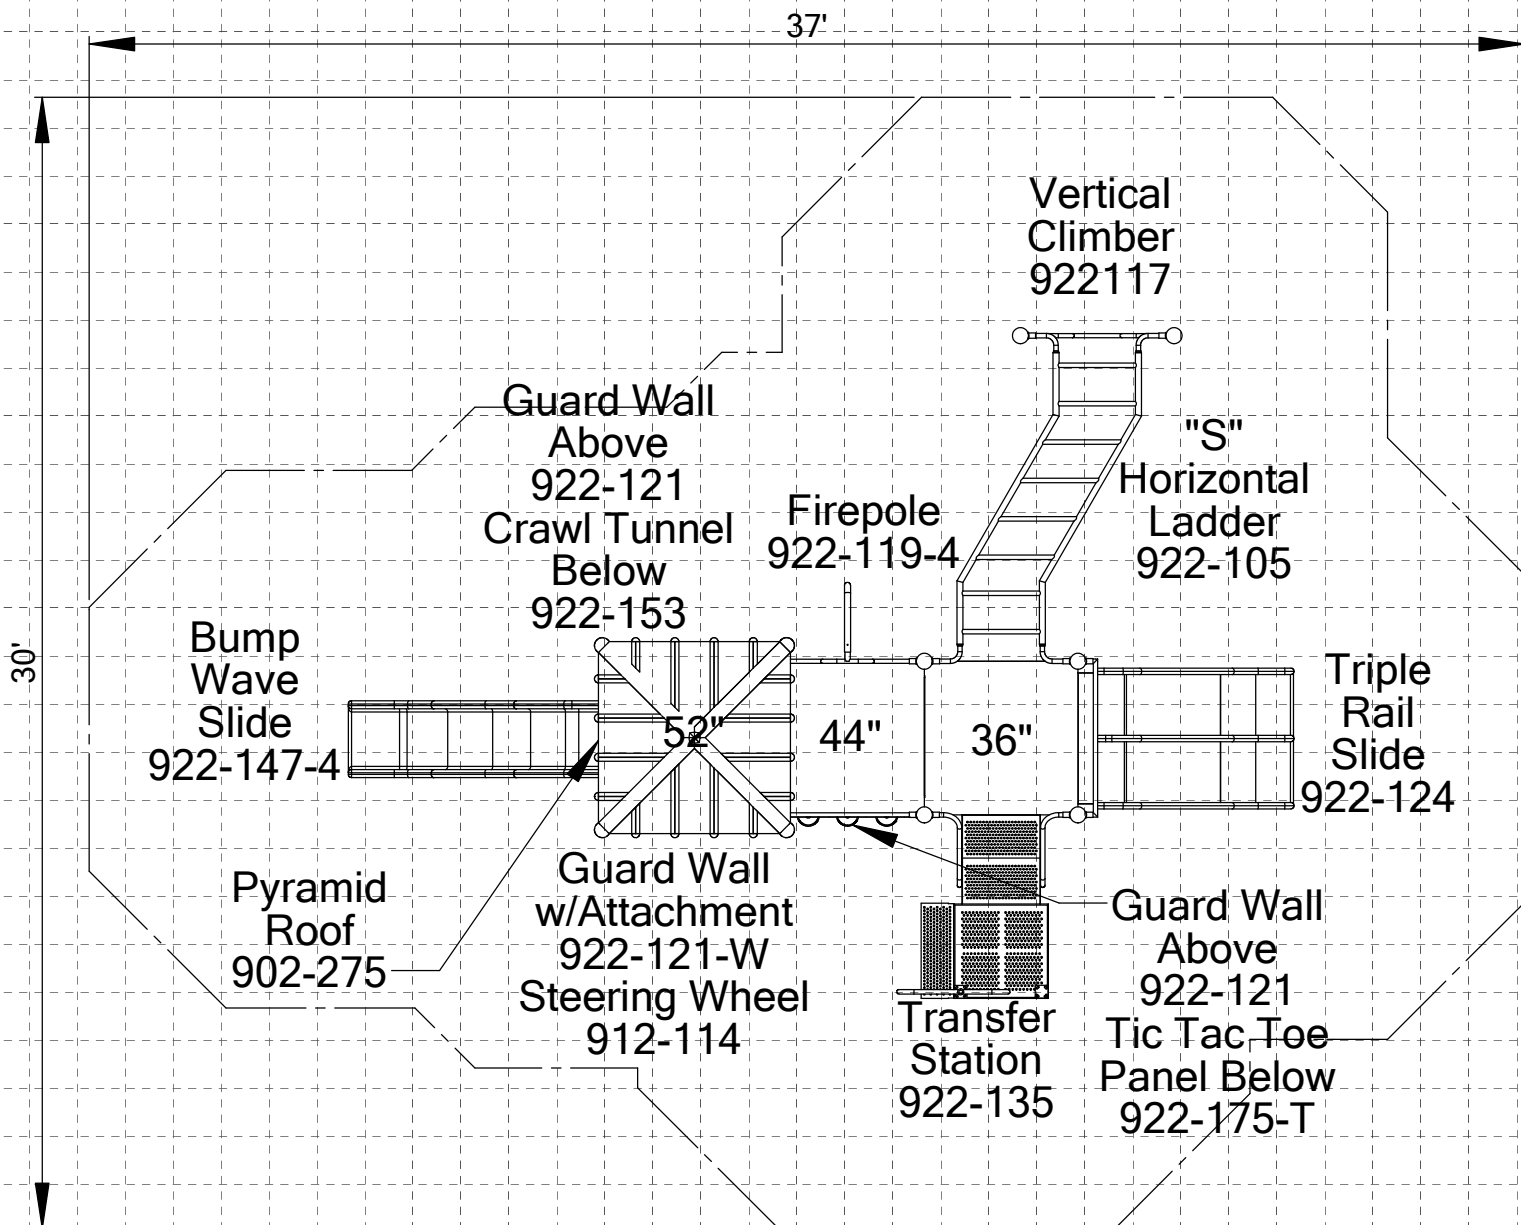 37'
30'
Vertical
Climber
922117
Guard Wall
Above
922-121
Crawl Tunnel
Below
922-153
Firepole
922-119-4
"S"
Horizontal
Ladder
922-105
Bump
Wave
Slide
922-147-4
52"
44"
36"
Triple
Rail
Slide
922-124
Pyramid
Roof
902-275
Guard Wall
w/Attachment
922-121-W
Steering Wheel
912-114
Transfer
Station
922-135
Guard Wall
Above
922-121
Tic Tac Toe
Panel Below
922-175-T